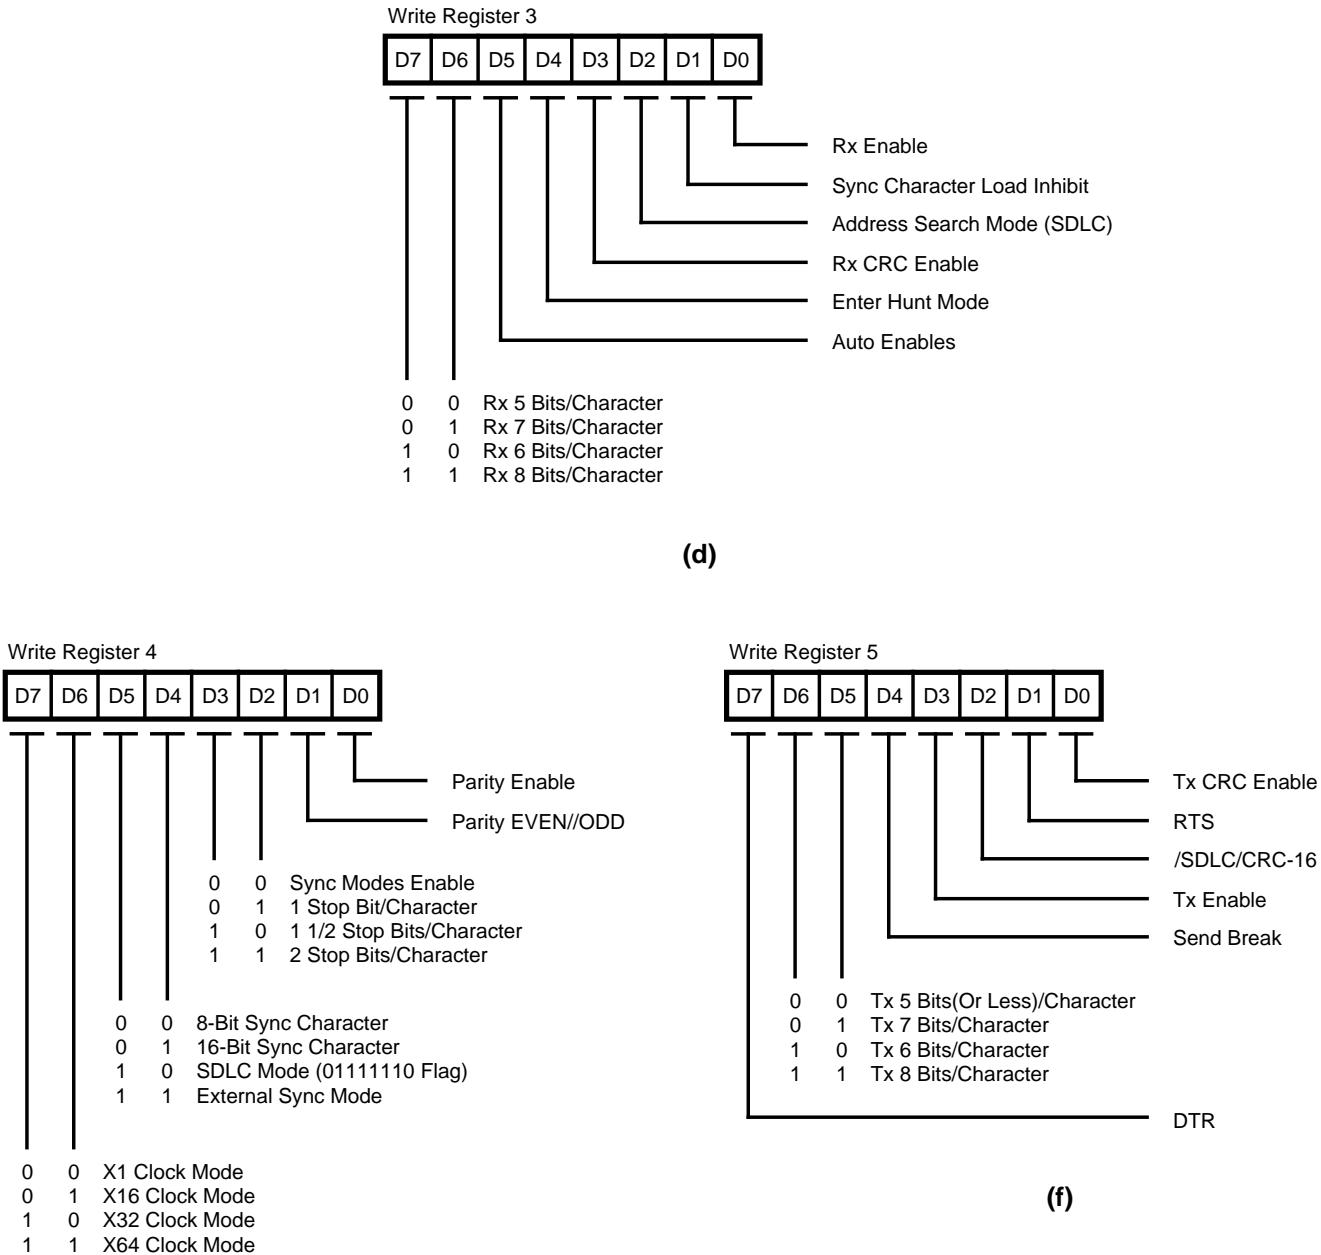 Write Register 3
D7 D6 D5 D4 D3 D2 D1 D0
Rx Enable
Sync Character Load Inhibit
Address Search Mode (SDLC)
Rx CRC Enable
Enter Hunt Mode
Auto Enables
0 0 Rx 5 Bits/Character
0 1 Rx 7 Bits/Character
1 0 Rx 6 Bits/Character
1 1 Rx 8 Bits/Character
(d)
Write Register 4
D7 D6 D5 D4 D3 D2 D1 D0
Parity Enable
Parity EVEN//ODD
0 0 Sync Modes Enable
0 1 1 Stop Bit/Character
1 0 1 1/2 Stop Bits/Character
1 1 2 Stop Bits/Character
0 0 8-Bit Sync Character
0 1 16-Bit Sync Character
1 0 SDLC Mode (01111110 Flag)
1 1 External Sync Mode
0 0 X1 Clock Mode
0 1 X16 Clock Mode
1 0 X32 Clock Mode
1 1 X64 Clock Mode
Write Register 5
D7 D6 D5 D4 D3 D2 D1 D0
Tx CRC Enable
RTS
/SDLC/CRC-16
Tx Enable
Send Break
0 0 Tx 5 Bits(Or Less)/Character
0 1 Tx 7 Bits/Character
1 0 Tx 6 Bits/Character
1 1 Tx 8 Bits/Character
DTR
(f)